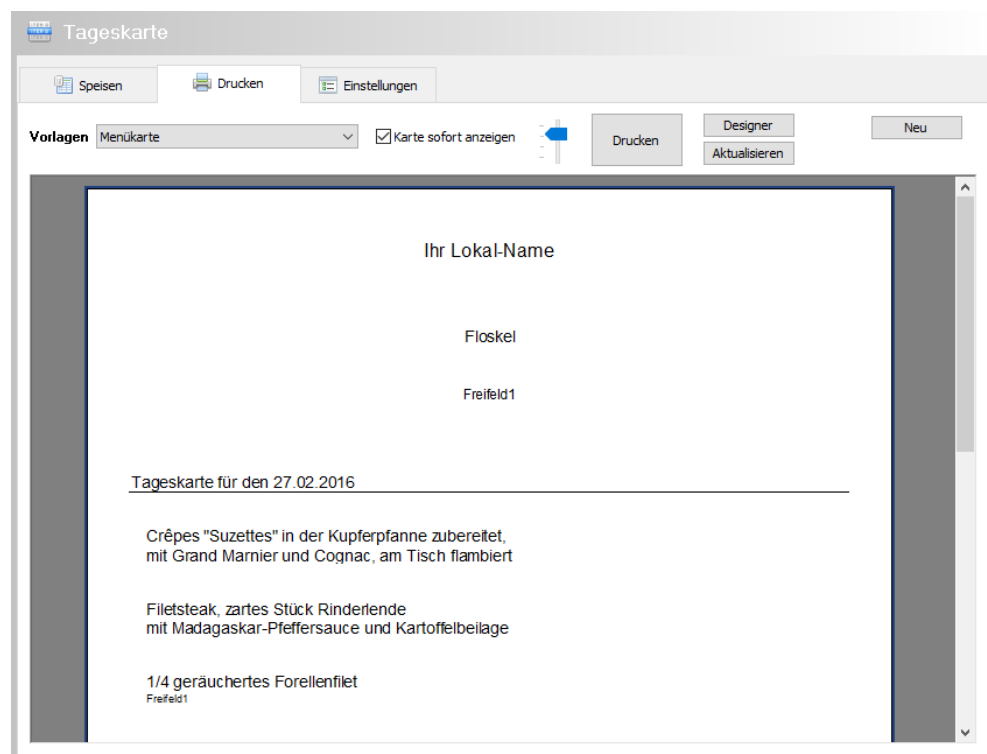 Tageskarte
Speisen
Drucken
Einstellungen
Vorlagen
Menükarte
Karte sofort anzeigen
Drucken
Designer
Aktualisieren
Neu
Ihr Lokal-Name
Floskel
Freifeld1
Tageskarte für den 27.02.2016
Crêpes "Suzettes" in der Kupferpfanne zubereitet,
mit Grand Marnier und Cognac, am Tisch flambiert
Filetsteak, zartes Stück Rinderlende
mit Madagaskar-Pfeffersauce und Kartoffelbeilage
1/4 geräuchertes Forellenfilet
Freifeld1